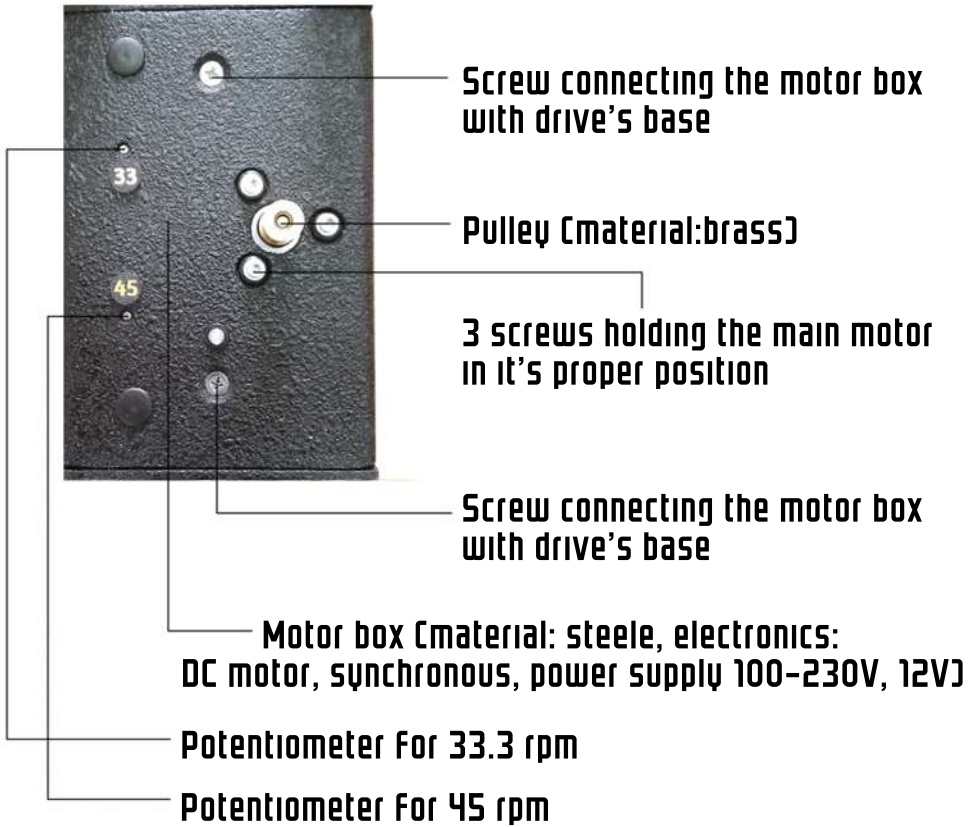 Screw connecting the motor box
with drive's base
33
Pulley (material:brass)
45
3 screws holding the main motor
in it's proper position
Screw connecting the motor box
with drive's base
Motor box (material: steele, electronics:
DC motor, synchronous, power supply 100-230V, 12V)
Potentiometer For 33.3 rpm
Potentiometer For 45 rpm